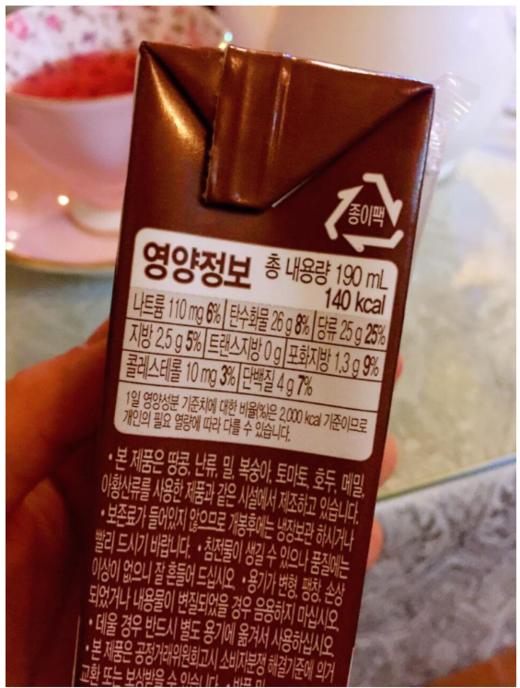 종이팩
영양정보 총 내용량 190 mL
140 kcal
나트륨 110 mg 6% 탄수화물 26 g 8% 당류 25 g 25%
지방 2.5 g 5% 트랜스지방 0 g 포화지방 1.3 g 9%
콜레스테롤 10 mg 3% 단백질 4 g 7%
1일 영양성분 기준치에 대한 비율(%)은 2,000 kcal 기준이므로
개인의 필요 열량에 따라 다를 수 있습니다.
• 본 제품은 땅콩, 난류, 밀, 복숭아, 토마토, 호두, 메밀,
아황산류를 사용한 제품과 같은 시설에서 제조하고 있습니다.
• 보존료가 들어있지 않으므로 개봉후에는 냉장보관 하시거나
빨리 드시기 바랍니다. • 침전물이 생길 수 있으나 품질에는
이상이 없으니 잘 흔들어 드십시오. • 용기가 변형, 팽창, 손상
되었거나 내용물이 변질되었을 경우 음용하지 마십시오.
• 데울 경우 반드시 별도 용기에 옮겨서 사용하십시오.
• 본 제품은 공정거래위원회고시 소비자분쟁 해결기준에 의거
교환 또는 보상받을 수 있습니다. •